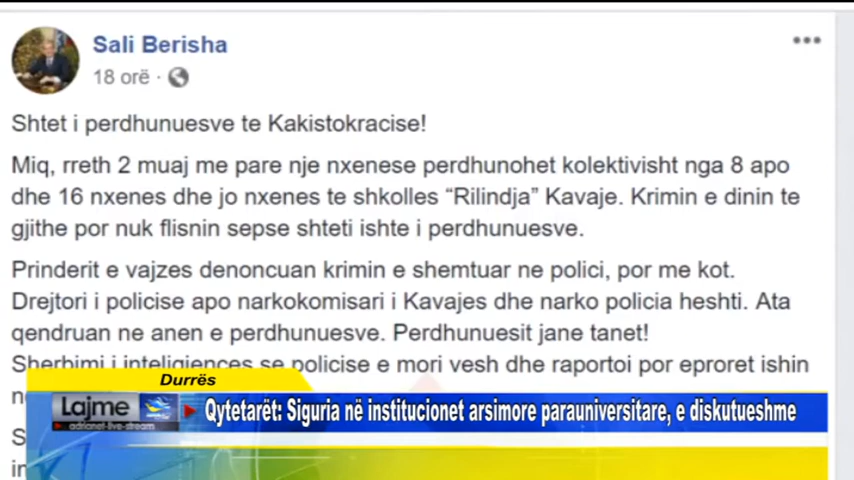 Sali Berisha
18 orë ·
Shtet i perdhunuesve te Kakistokracise!
Miq, rreth 2 muaj me pare nje nxenese perdhunohet kolektivisht nga 8 apo
dhe 16 nxenes dhe jo nxenes te shkolles “Rilindja” Kavaje. Krimin e dinin te
gjithe por nuk flisnin sepse shteti ishte i perdhunuesve.
Prinderit e vajzes denoncuan krimin e shemtuar ne polici, por me kot.
Drejtori i policise apo narkokomisari i Kavajes dhe narko policia heshti. Ata
qendruan ne anen e perdhunuesve. Perdhunuesit jane tanet!
Sherbimi i inteligiences se policise e mori vesh dhe raportoi por eproret ishin
Durrës
Lajme
adrianet-live-stream
Qytetarët: Siguria në institucionet arsimore parauniversitare, e diskutueshme